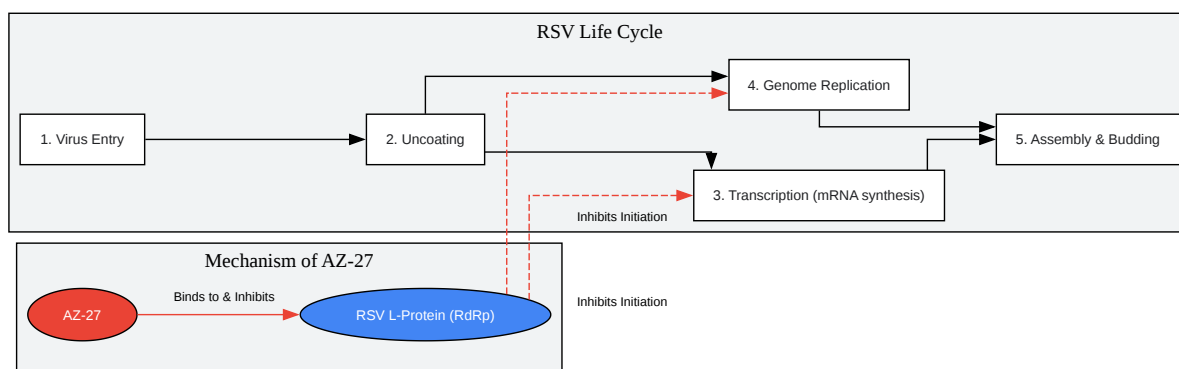 RSV Life Cycle
4. Genome Replication
1. Virus Entry
2. Uncoating
5. Assembly & Budding
3. Transcription (mRNA synthesis)
Inhibits Initiation
Mechanism of AZ-27
Binds to & Inhibits
Inhibits Initiation
AZ-27
RSV L-Protein (RdRp)